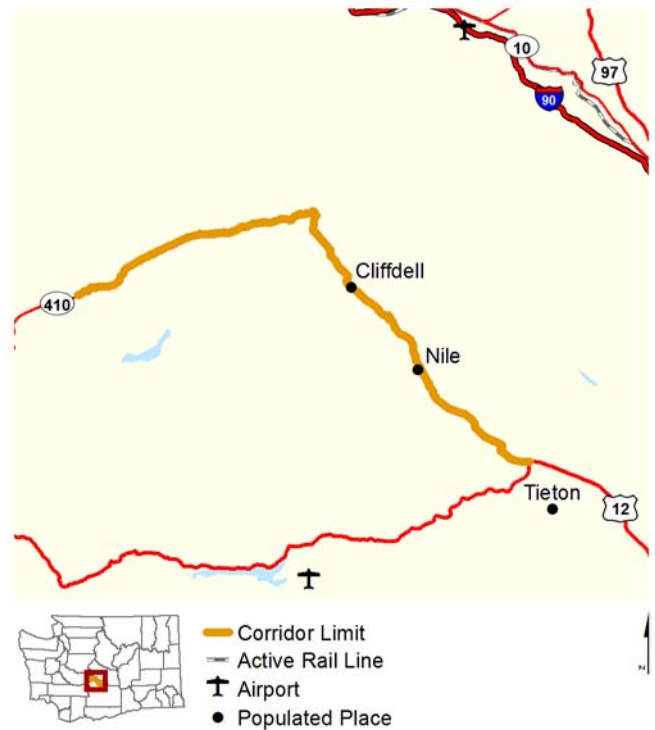 10
97
90
Cliffdell
410
Nile
Tieton
12
Corridor Limit
Active Rail Line
Airport
Populated Place
N